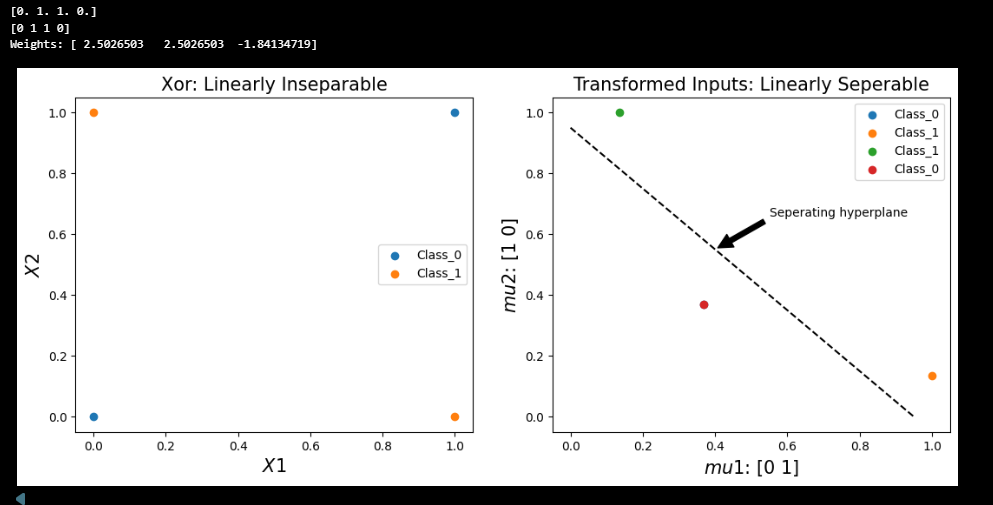 [0. 1. 1. 0.]
[0 1 1 0]
Weights: [ 2.5026503   2.5026503  -1.84134719]
Xor: Linearly Inseparable
1.0
0.8
0.6
0.4
0.2
0.0
X2
0.0 0.2 0.4 0.6 0.8 1.0
X1
Class_0
Class_1
Transformed Inputs: Linearly Seperable
1.0
0.8
0.6
0.4
0.2
0.0
mu2: [1 0]
0.0 0.2 0.4 0.6 0.8 1.0
mu1: [0 1]
Class_0
Class_1
Class_1
Class_0
Seperating hyperplane